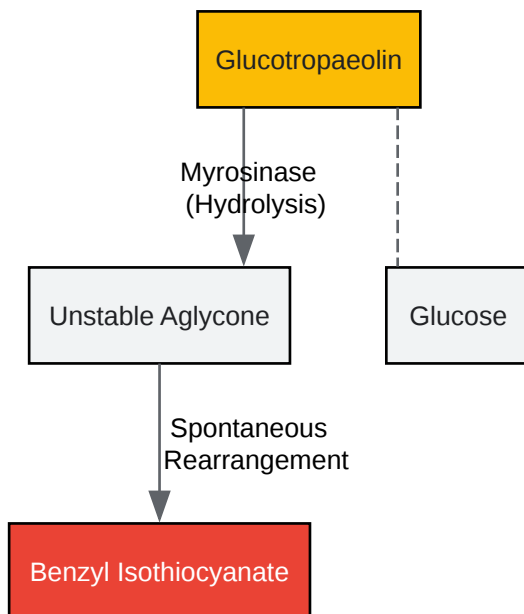 Glucotropaeolin
Myrosinase
(Hydrolysis)
Unstable Aglycone
Glucose
Spontaneous
Rearrangement
Benzyl Isothiocyanate